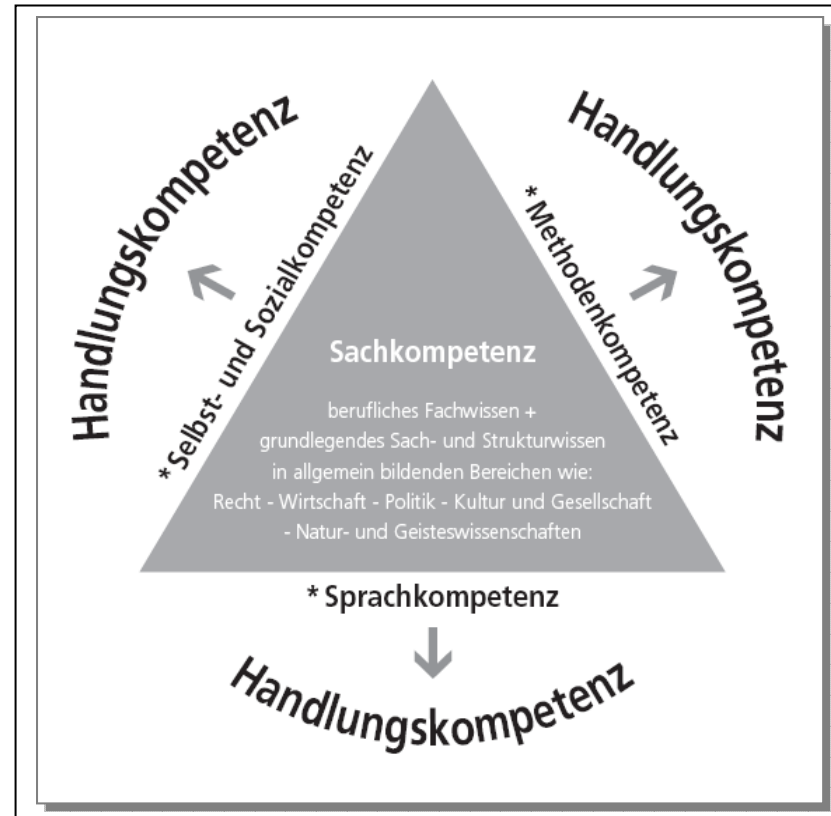 Handlungskompetenz
Handlungskompetenz
* Selbst- und Sozialkompetenz
* Methodenkompetenz
Sachkompetenz
berufliches Fachwissen +
grundlegendes Sach- und Strukturwissen
in allgemein bildenden Bereichen wie:
Recht - Wirtschaft - Politik - Kultur und Gesellschaft
- Natur- und Geisteswissenschaften
* Sprachkompetenz
Handlungskompetenz